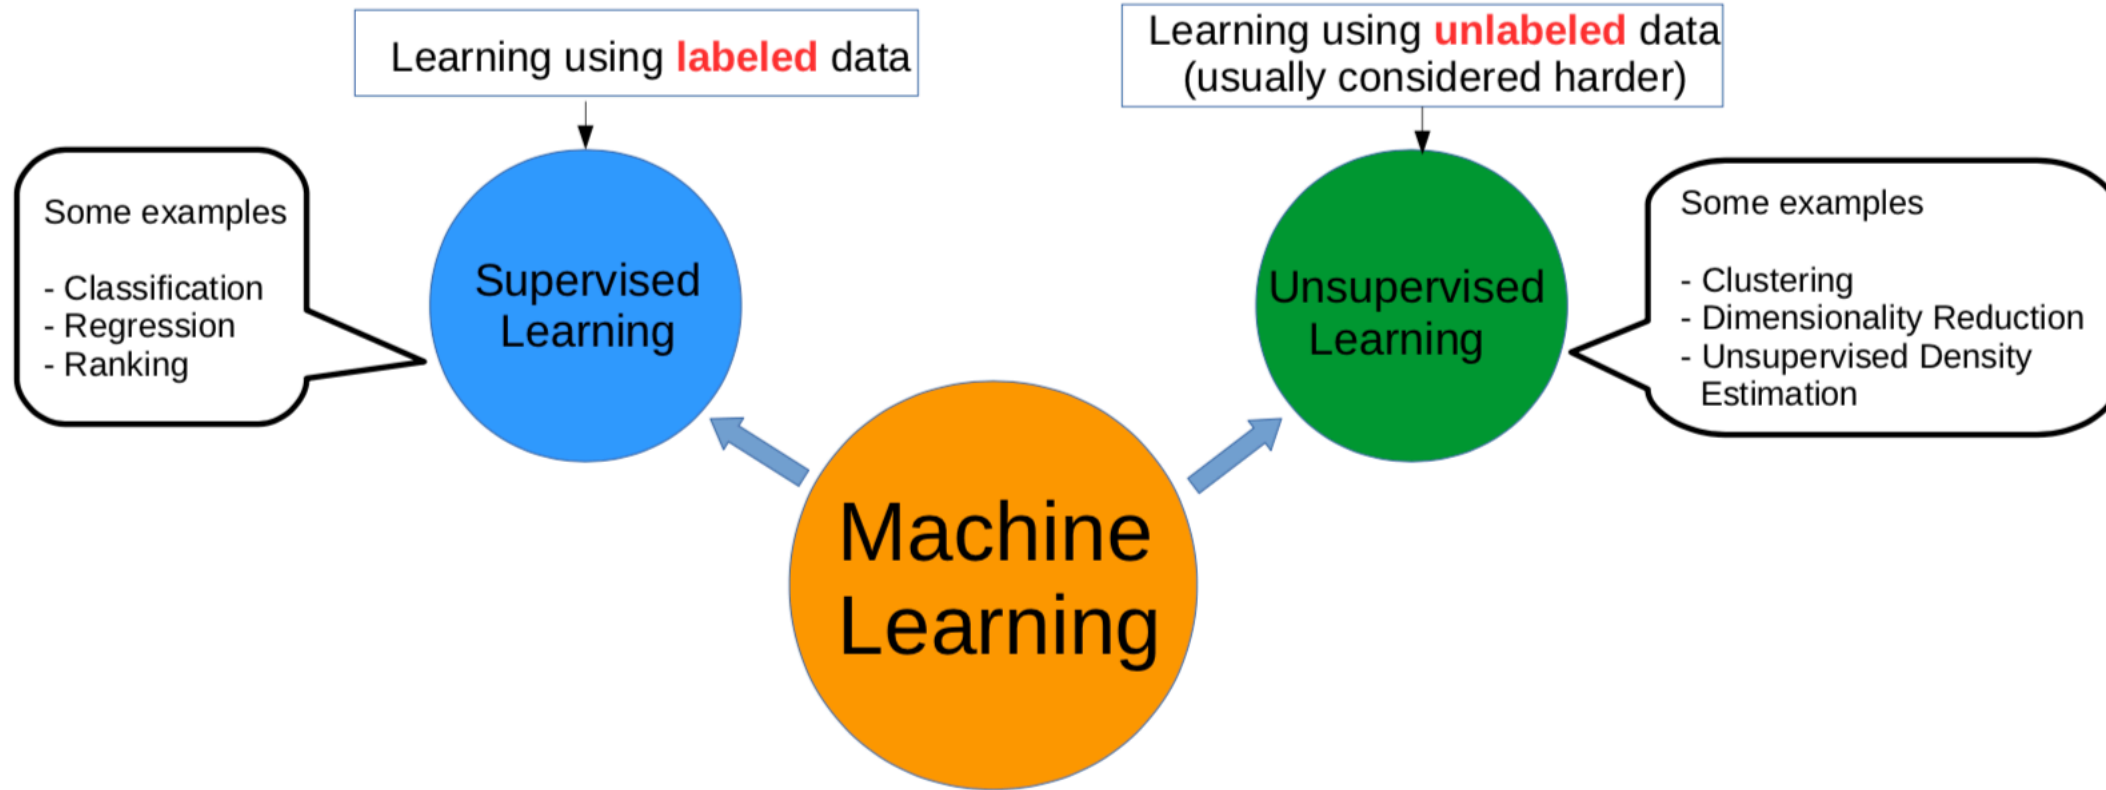 Learning using labeled data
Learning using unlabeled data
(usually considered harder)
Some examples
- Classification
- Regression
- Ranking
Supervised
Learning
Unsupervised
Learning
Some examples
- Clustering
- Dimensionality Reduction
- Unsupervised Density
Estimation
Machine
Learning